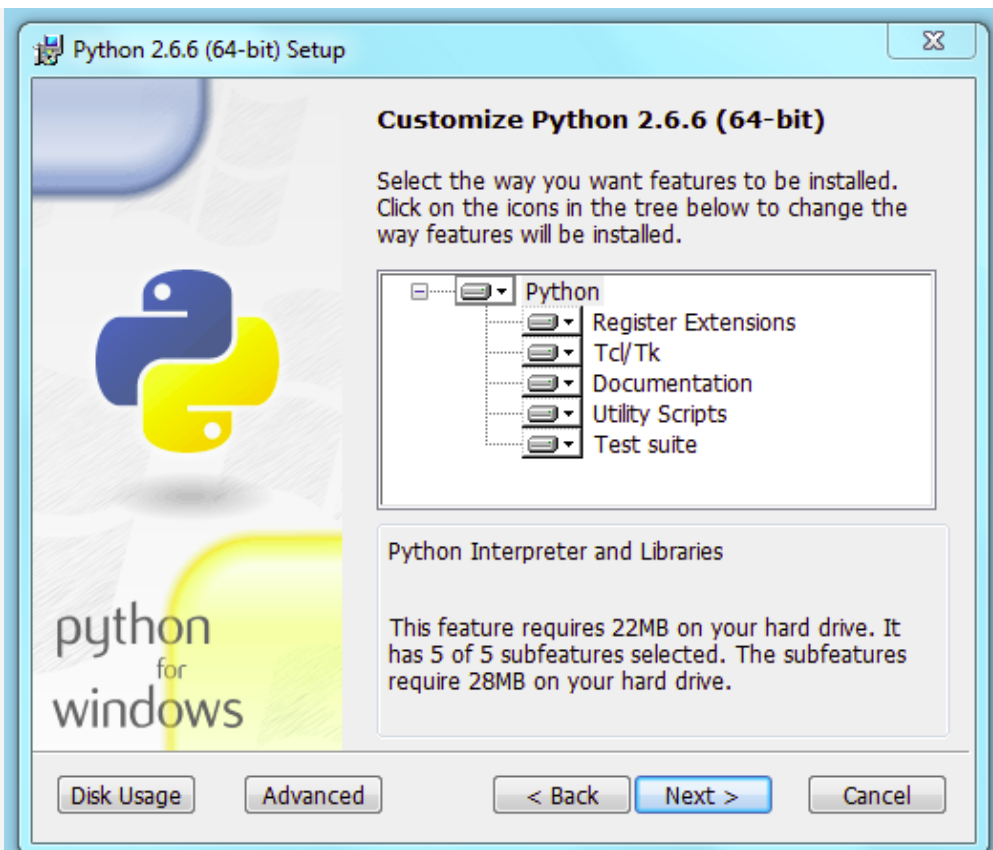 Python 2.6.6 (64-bit) Setup
Customize Python 2.6.6 (64-bit)
Select the way you want features to be installed.
Click on the icons in the tree below to change the
way features will be installed.
Python
Register Extensions
Tcl/Tk
Documentation
Utility Scripts
Test suite
Python Interpreter and Libraries
This feature requires 22MB on your hard drive. It
has 5 of 5 subfeatures selected. The subfeatures
require 28MB on your hard drive.
python
for
windows
Disk Usage
Advanced
< Back
Next >
Cancel